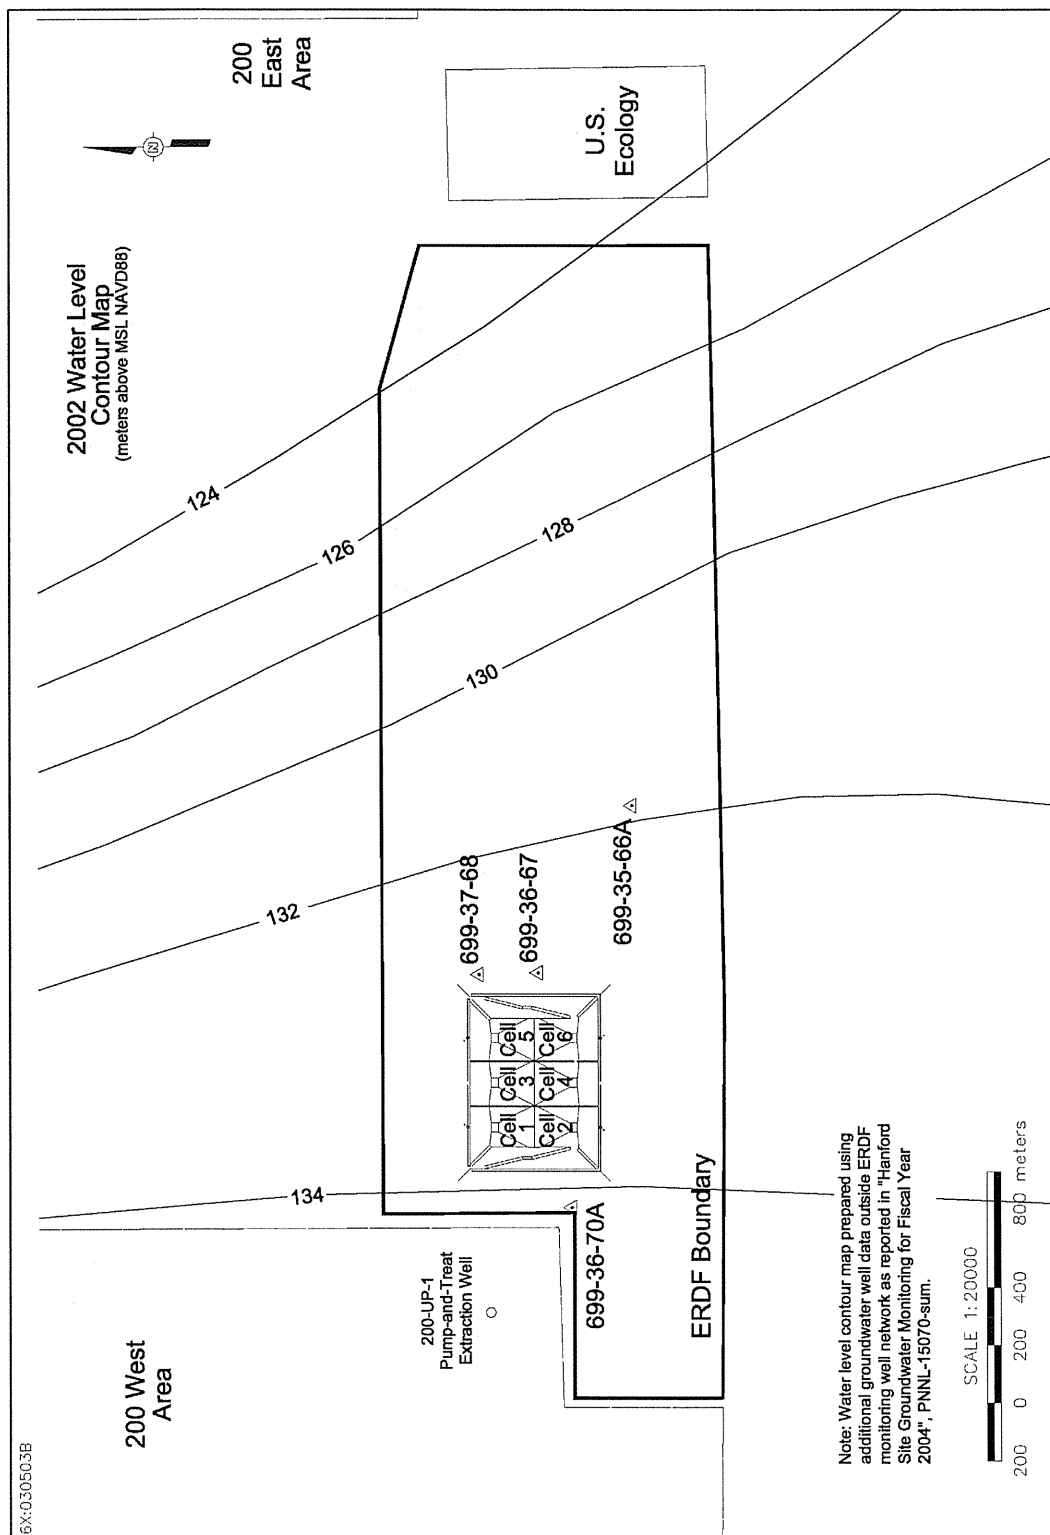 6X:030503B
2002 Water Level
Contour Map
(meters above MSL NAVD88)
N
200
East
Area
U.S.
Ecology
200 West
Area
200-UP-1
Pump-and-Treat
Extraction Well
134
132
130
128
126
124
699-36-70A
699-37-68
699-36-67
699-35-66A
Cell
1
Cell
3
Cell
5
Cell
2
Cell
4
Cell
6
ERDF Boundary
Note: Water level contour map prepared using
additional groundwater well data outside ERDF
monitoring well network as reported in "Hanford
Site Groundwater Monitoring for Fiscal Year
2004", PNNL-15070-sum.
SCALE 1:20000
200 0 200 400 800 meters